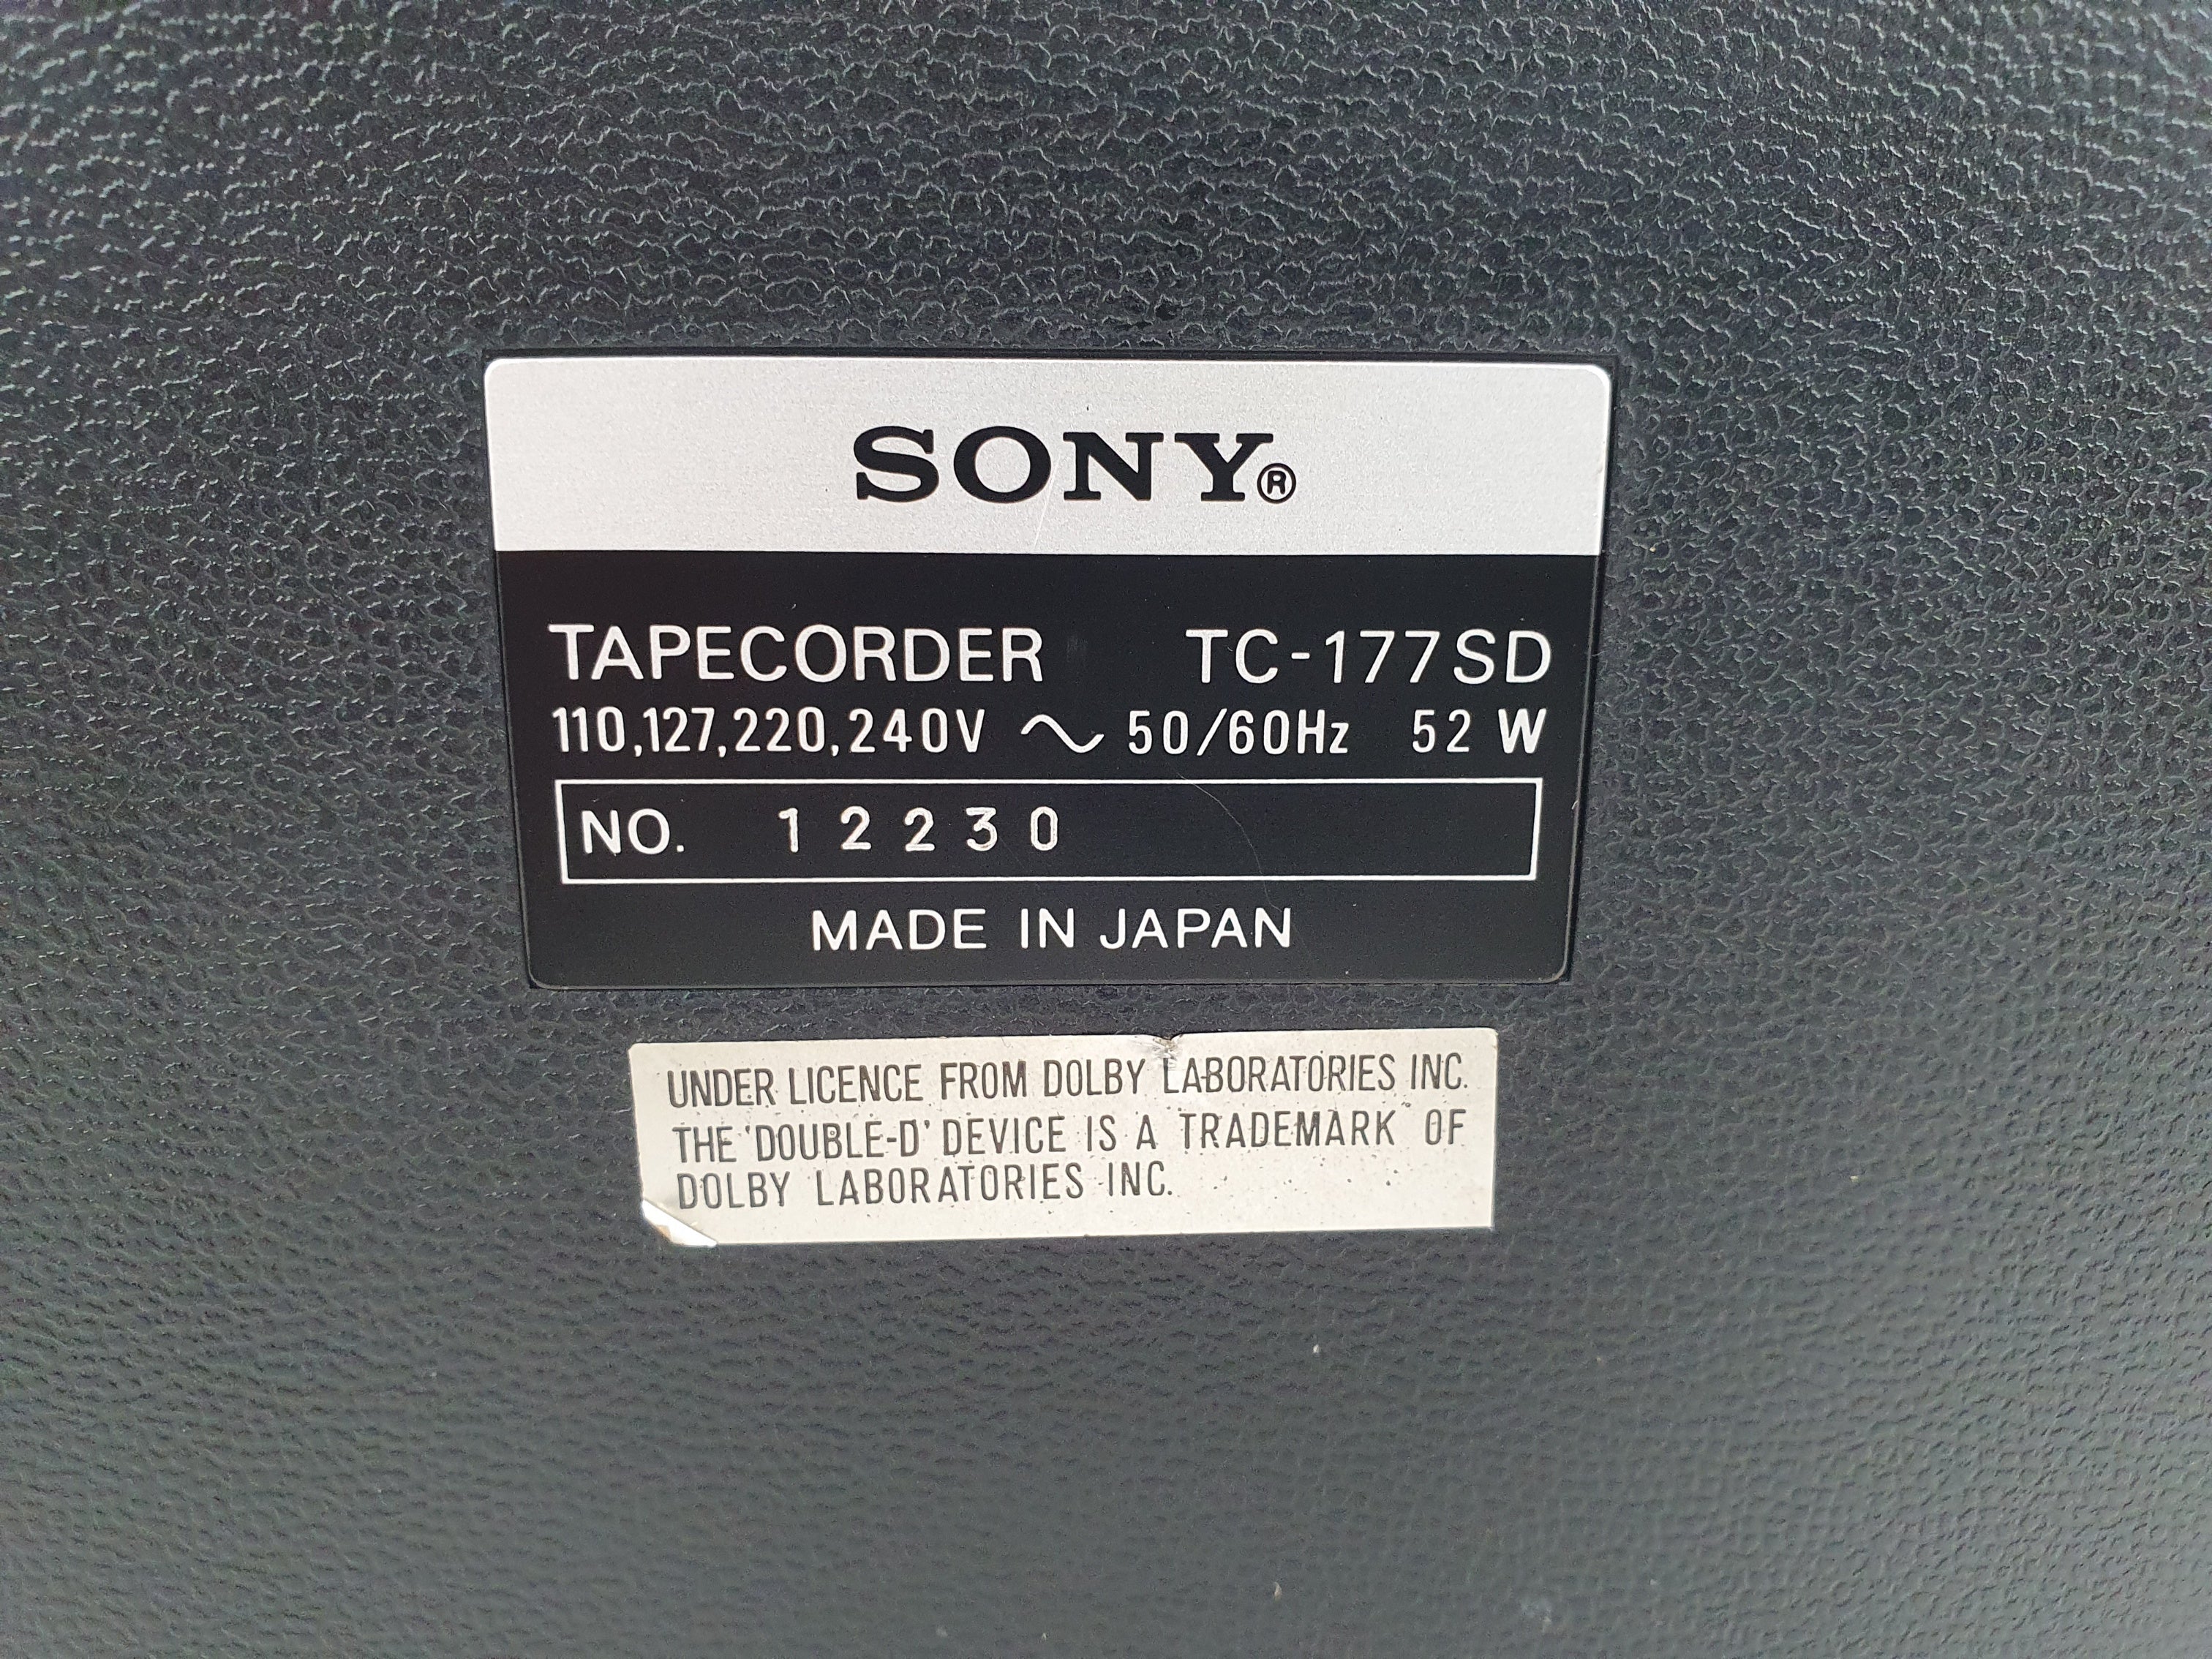 SONY®
TAPECORDER TC-177SD
110,127,220,240V ~ 50/60Hz 52 W
NO. 12230
MADE IN JAPAN
UNDER LICENCE FROM DOLBY LABORATORIES INC.
THE 'DOUBLE-D' DEVICE IS A TRADEMARK OF
DOLBY LABORATORIES INC.